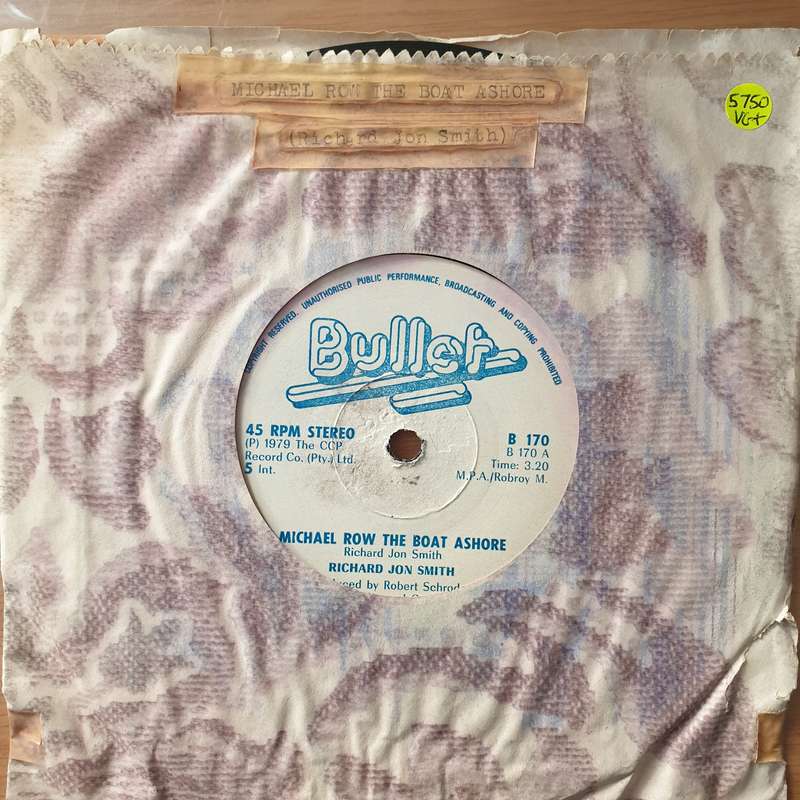 MICHAEL ROW THE BOAT ASHORE
(Richard Jon Smith)
5750
VG+
COPYRIGHT RESERVED. UNAUTHORISED PUBLIC PERFORMANCE, BROADCASTING AND COPYING PROHIBITED
Bullet
45 RPM STEREO
(P) 1979 The CCP
Record Co. (Pty.) Ltd.
5 Int.
B 170
B 170 A
Time: 3.20
M.P.A./Robroy M.
MICHAEL ROW THE BOAT ASHORE
Richard Jon Smith
RICHARD JON SMITH
by Robert Schrod